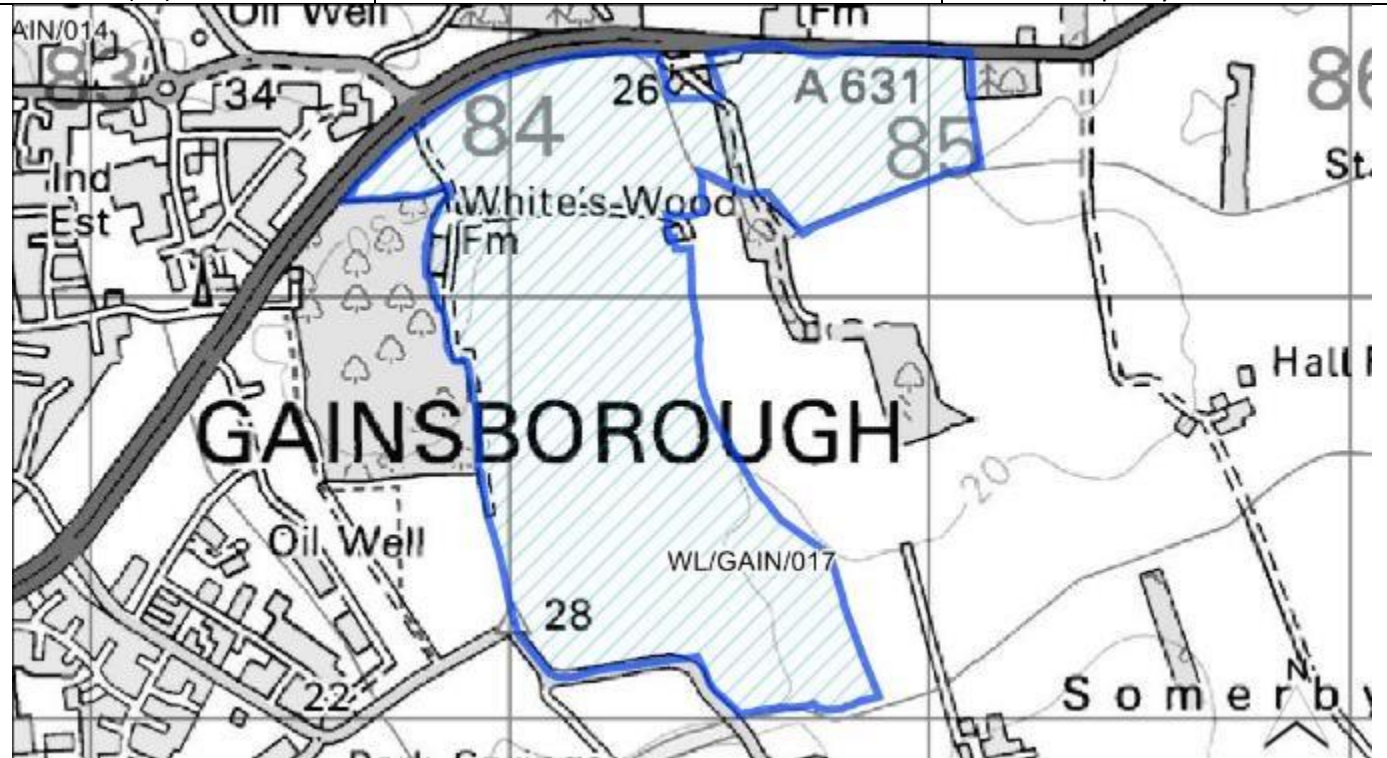 Oil Well
Fm
AIN/014
83
34
26
A 631
86
84
85
Ind
Est
White's Wood
Fm
St
Hall
GAINSBOROUGH
20
Oil Well
WL/GAIN/017
28
N
22
Somerby